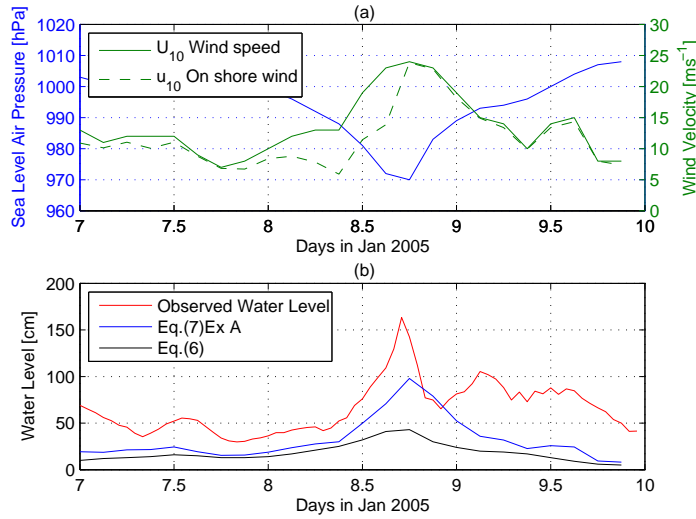 (a)
Sea Level Air Pressure [hPa]
1020
1010
1000
990
980
970
960
U10 Wind speed
u10 On shore wind
30
25
20
15
10
5
0
Wind Velocity [ms-1]
7 7.5 8 8.5 9 9.5 10
Days in Jan 2005
(b)
Water Level [cm]
200
150
100
50
0
Observed Water Level
Eq.(7)Ex A
Eq.(6)
7 7.5 8 8.5 9 9.5 10
Days in Jan 2005